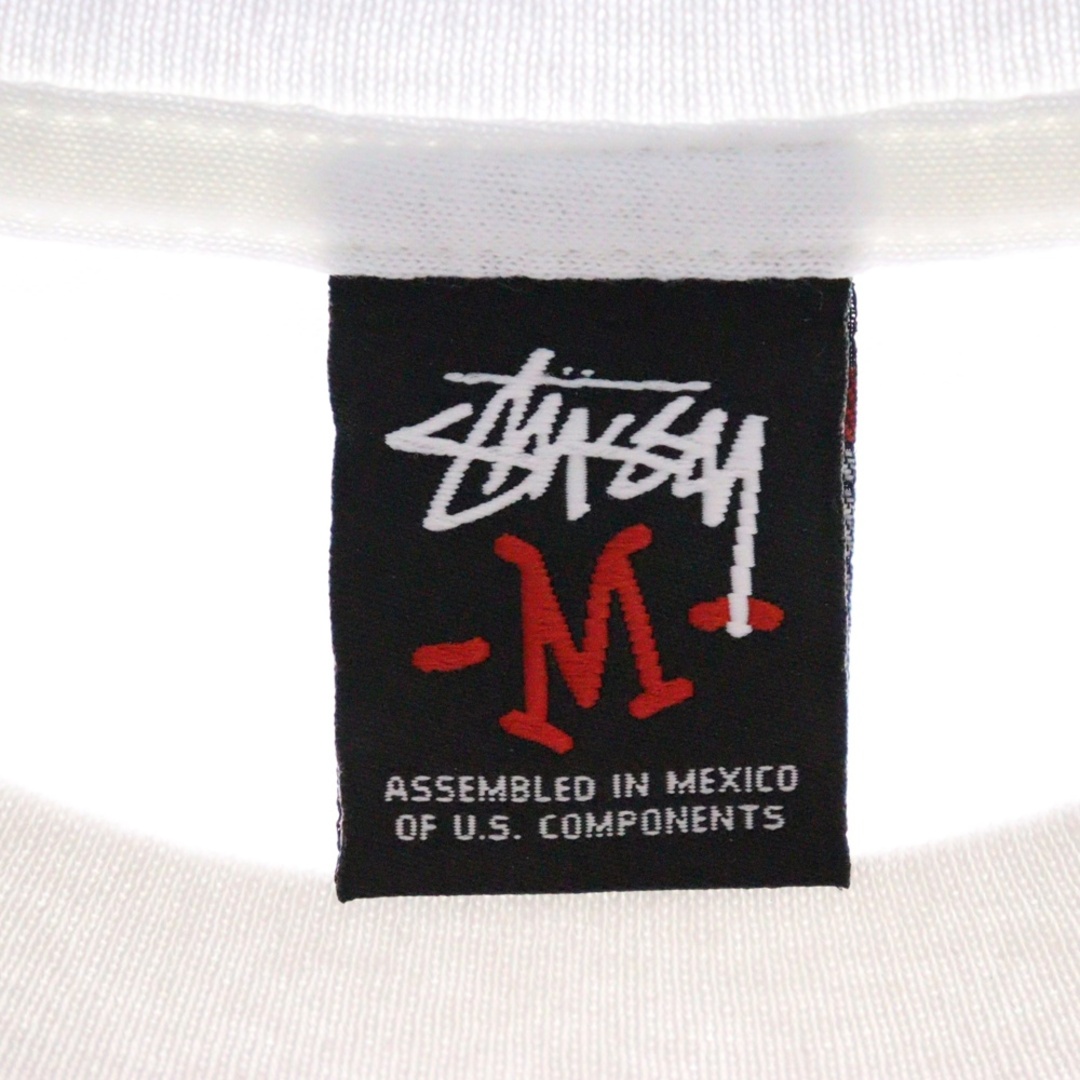 Stüssy
- M -
ASSEMBLED IN MEXICO
OF U.S. COMPONENTS